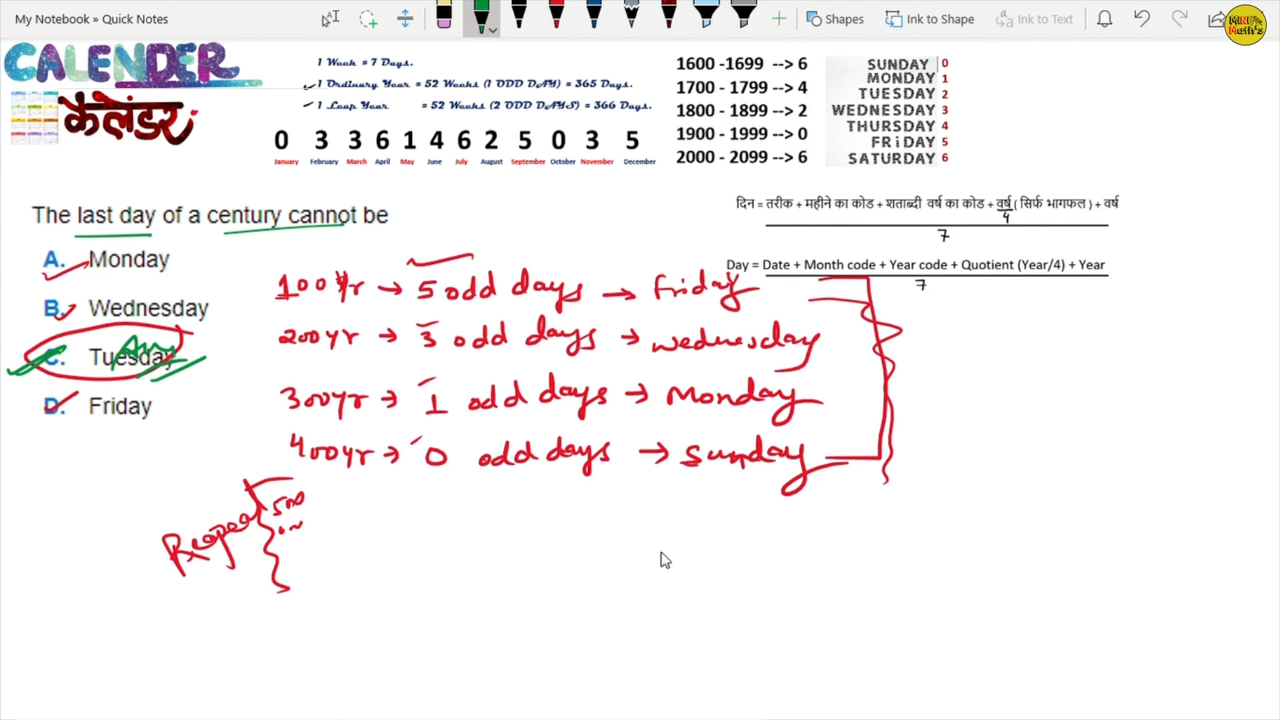 My Notebook » Quick Notes
Shapes
Ink to Shape
Ink to Text
MINI Math's
CALENDER
कैलेंडर
1 Week = 7 Days.
1 Ordinary Year = 52 Weeks (1 ODD DAY) = 365 Days.
1 Leap Year = 52 Weeks (2 ODD DAYS) = 366 Days.
0 3 3 6 1 4 6 2 5 0 3 5
January February March April May June July August September October November December
1600 -1699 --> 6
1700 - 1799 --> 4
1800 - 1899 --> 2
1900 - 1999 --> 0
2000 - 2099 --> 6
SUNDAY 0
MONDAY 1
TUESDAY 2
WEDNESDAY 3
THURSDAY 4
FRiDAY 5
SATURDAY 6
दिन = तरीक + महीने का कोड + शताब्दी वर्ष का कोड + वर्ष/4 ( सिर्फ भागफल ) + वर्ष
7
Day = Date + Month code + Year code + Quotient (Year/4) + Year
7
The last day of a century cannot be
A. Monday
B. Wednesday
C. Tuesday Ans
D. Friday
100 Yr → 5 odd days → Friday
200 yr → 3 odd days → Wednesday
300 yr → 1 odd days → Monday
400 yr → 0 odd days → Sunday
Repeat
500